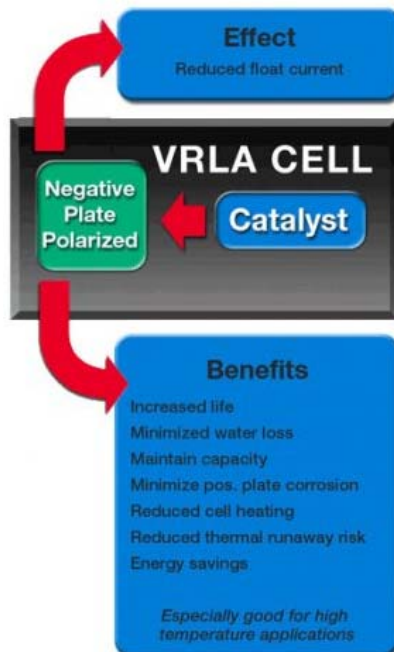 Effect
Reduced float current
VRLA CELL
Negative
Plate
Polarized
Catalyst
Benefits
Increased life
Minimized water loss
Maintain capacity
Minimize pos. plate corrosion
Reduced cell heating
Reduced thermal runaway risk
Energy savings
Especially good for high
temperature applications